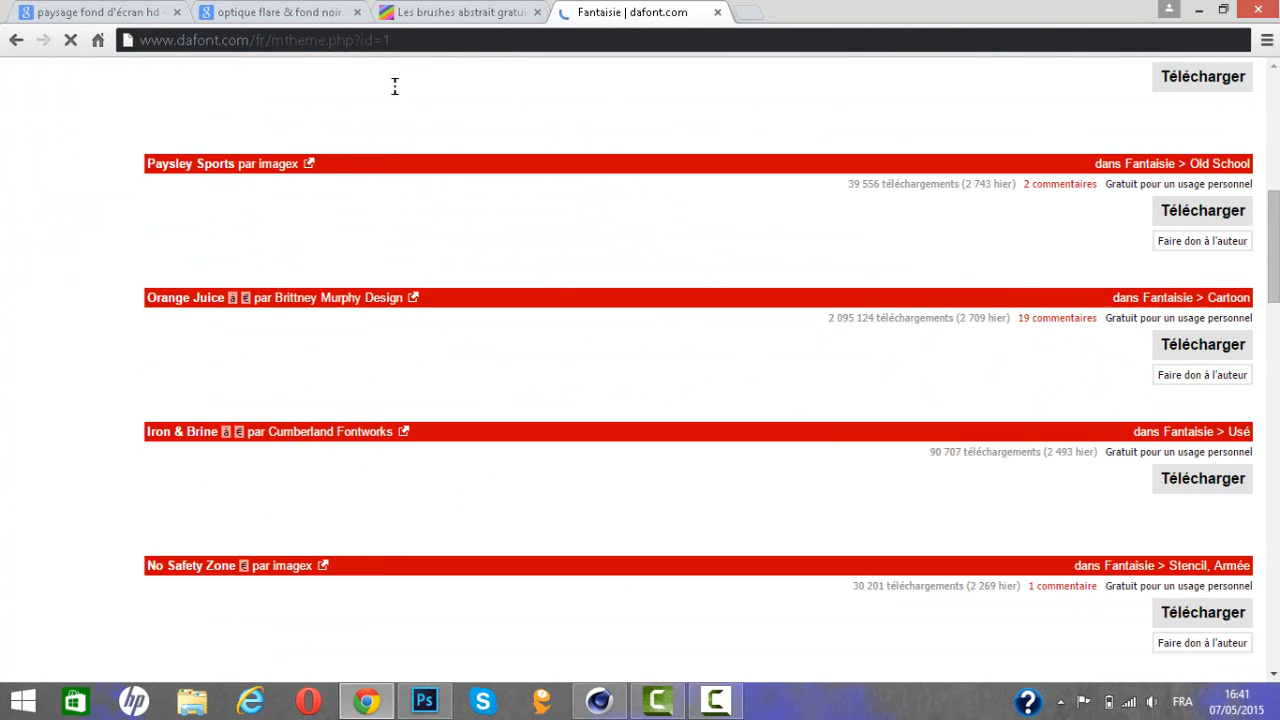 paysage fond d'écran hd - optique flare & fond noir Les brushes abstrait gratui Fantaisie | dafont.com
www.dafont.com/fr/mtheme.php?id=1
Télécharger
Paysley Sports par imagex dans Fantaisie > Old School
39 556 téléchargements (2 743 hier) 2 commentaires Gratuit pour un usage personnel
Télécharger
Faire don à l'auteur
Orange Juice à € par Brittney Murphy Design dans Fantaisie > Cartoon
2 095 124 téléchargements (2 709 hier) 19 commentaires Gratuit pour un usage personnel
Télécharger
Faire don à l'auteur
Iron & Brine à € par Cumberland Fontworks dans Fantaisie > Usé
90 707 téléchargements (2 493 hier) Gratuit pour un usage personnel
Télécharger
No Safety Zone € par imagex dans Fantaisie > Stencil, Armée
30 201 téléchargements (2 269 hier) 1 commentaire Gratuit pour un usage personnel
Télécharger
Faire don à l'auteur
FRA 16:41
07/05/2015